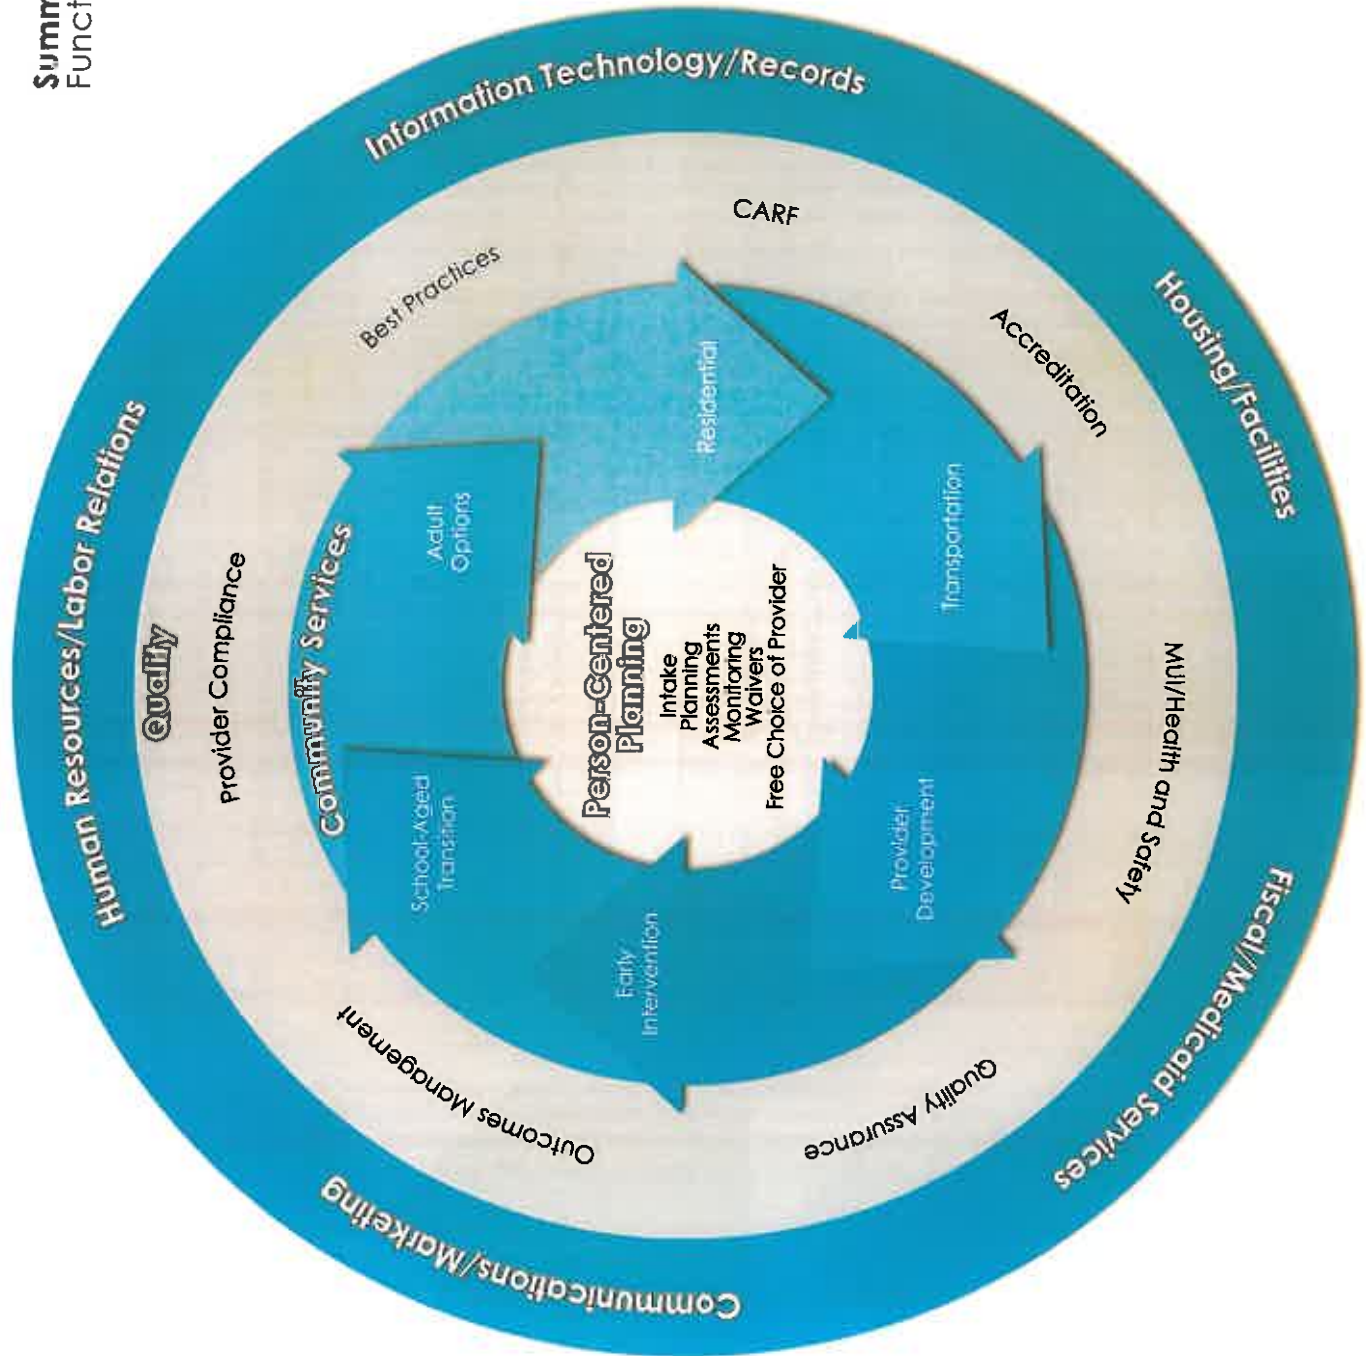 Summ
Funct
Human Resources/Labor Relations
Information Technology/Records
Housing/Facilities
Fiscal/Medicaid Services
Communications/Marketing
Quality
Provider Compliance
Best Practices
CARF
Accreditation
MUI/Health and Safety
Quality Assurance
Outcomes Management
Community Services
School-Aged
Transition
Adult
Options
Residential
Transportation
Provider
Development
Early
Intervention
Person-Centered
Planning
Intake
Planning
Assessments
Monitoring
Waivers
Free Choice of Provider